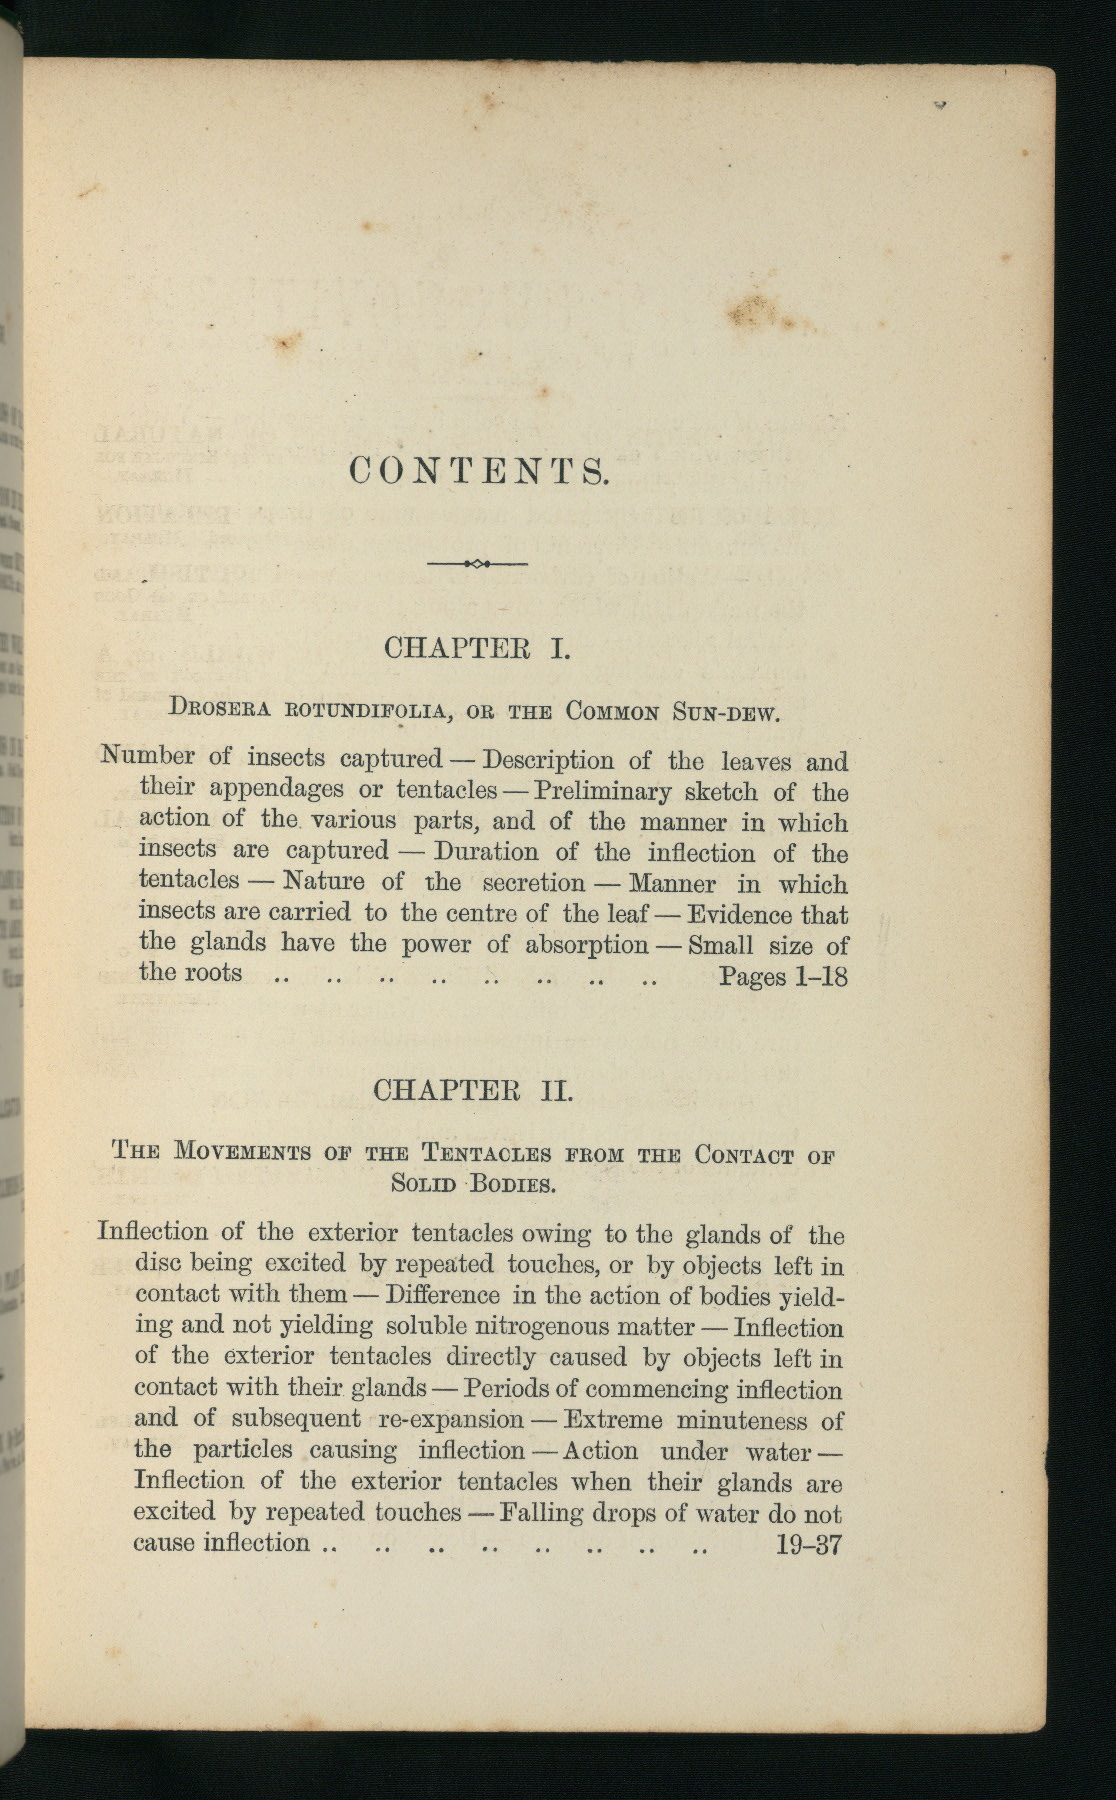 CONTENTS.
CHAPTER I.
Drosera rotundifolia, or the Common Sun-dew.
Number of insects captured — Description of the leaves and
their appendages or tentacles — Preliminary sketch of the
action of the various parts, and of the manner in which
insects are captured — Duration of the inflection of the
tentacles — Nature of the secretion — Manner in which
insects are carried to the centre of the leaf — Evidence that
the glands have the power of absorption — Small size of
the roots .. .. .. .. .. .. .. .. Pages 1–18
CHAPTER II.
The Movements of the Tentacles from the Contact of
Solid Bodies.
Inflection of the exterior tentacles owing to the glands of the
disc being excited by repeated touches, or by objects left in
contact with them — Difference in the action of bodies yield-
ing and not yielding soluble nitrogenous matter — Inflection
of the exterior tentacles directly caused by objects left in
contact with their glands — Periods of commencing inflection
and of subsequent re-expansion — Extreme minuteness of
the particles causing inflection — Action under water —
Inflection of the exterior tentacles when their glands are
excited by repeated touches — Falling drops of water do not
cause inflection .. .. .. .. .. .. .. .. 19–37